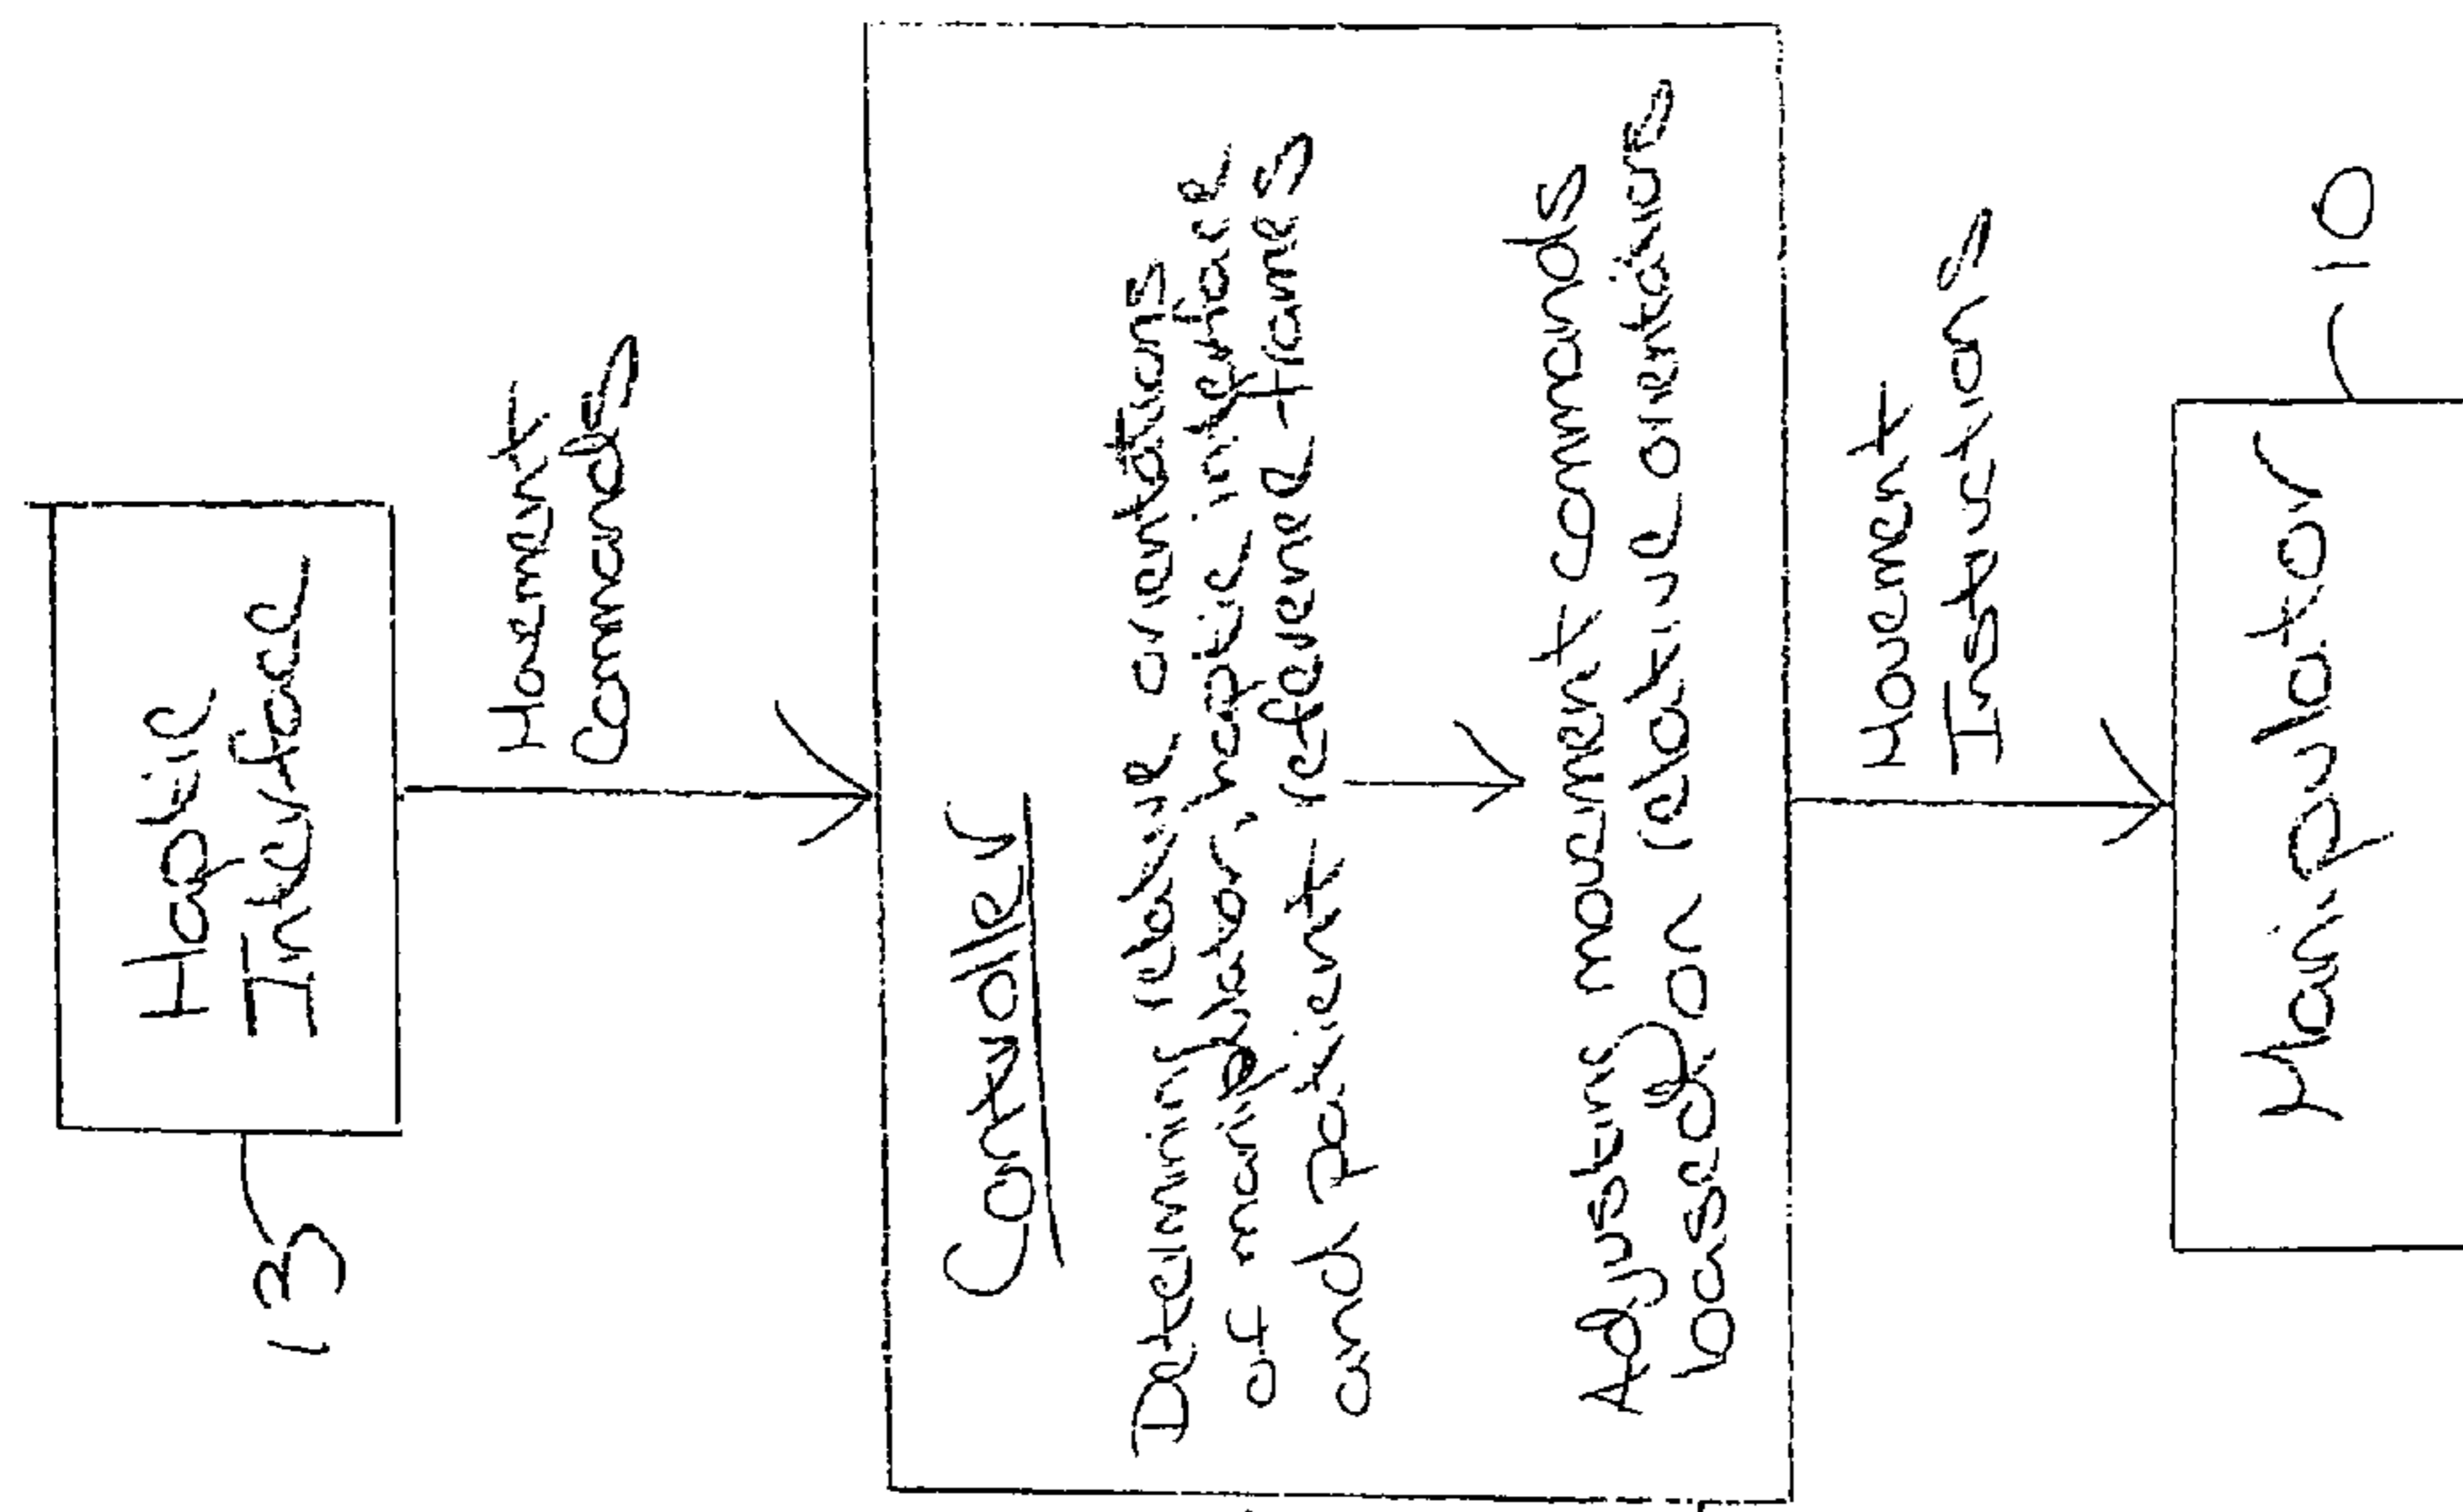 Haptic
Interface
13
Movement
Commands
Controller
Determining relative orientations
of manipulator, haptic interface
and patient reference frames
Adjusting movement commands
based on relative orientations
Movement
Instructions
Manipulator
10